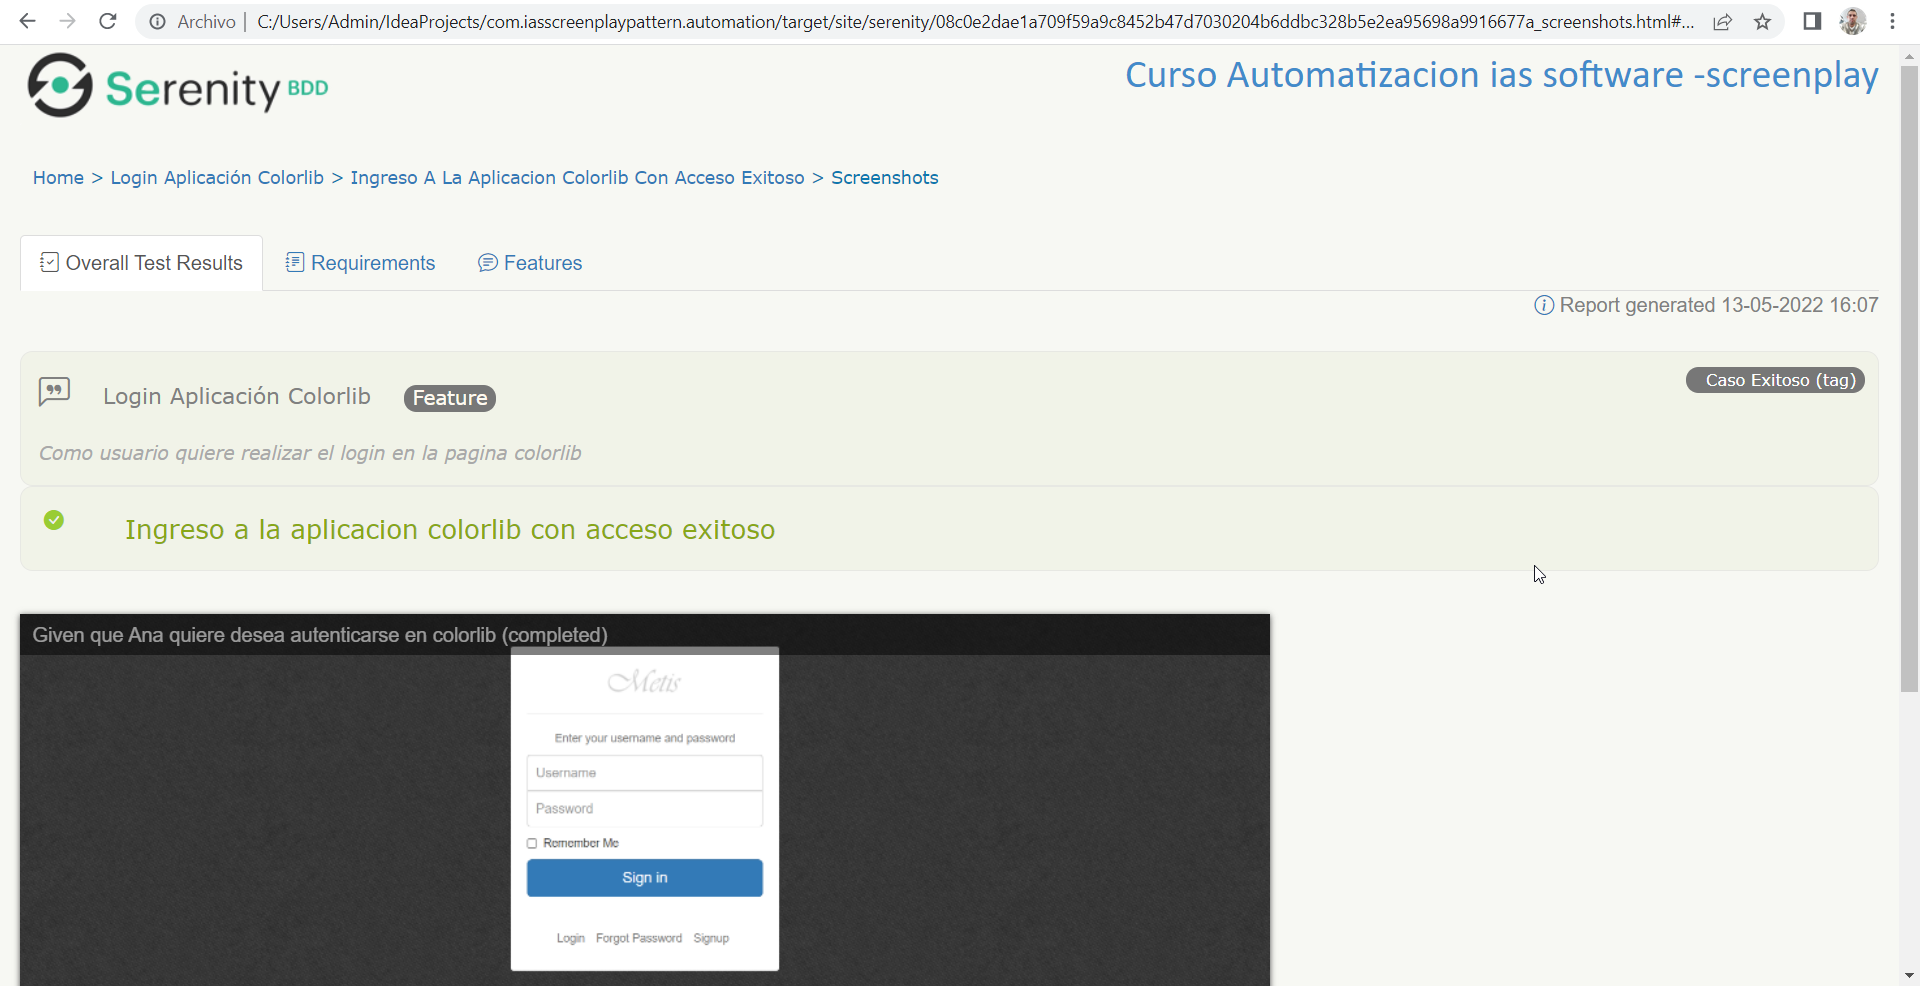 Archivo | C:/Users/Admin/IdeaProjects/com.iasscreenplaypattern.automation/target/site/serenity/08c0e2dae1a709f59a9c8452b47d7030204b6ddbc328b5e2ea95698a9916677a_screenshots.html#...
Serenity BDD
Curso Automatizacion ias software -screenplay
Home > Login Aplicación Colorlib > Ingreso A La Aplicacion Colorlib Con Acceso Exitoso > Screenshots
Overall Test Results Requirements Features
Report generated 13-05-2022 16:07
Login Aplicación Colorlib Feature
Caso Exitoso (tag)
Como usuario quiere realizar el login en la pagina colorlib
Ingreso a la aplicacion colorlib con acceso exitoso
Given que Ana quiere desea autenticarse en colorlib (completed)
Metis
Enter your username and password
Username
Password
Remember Me
Sign in
Login Forgot Password Signup